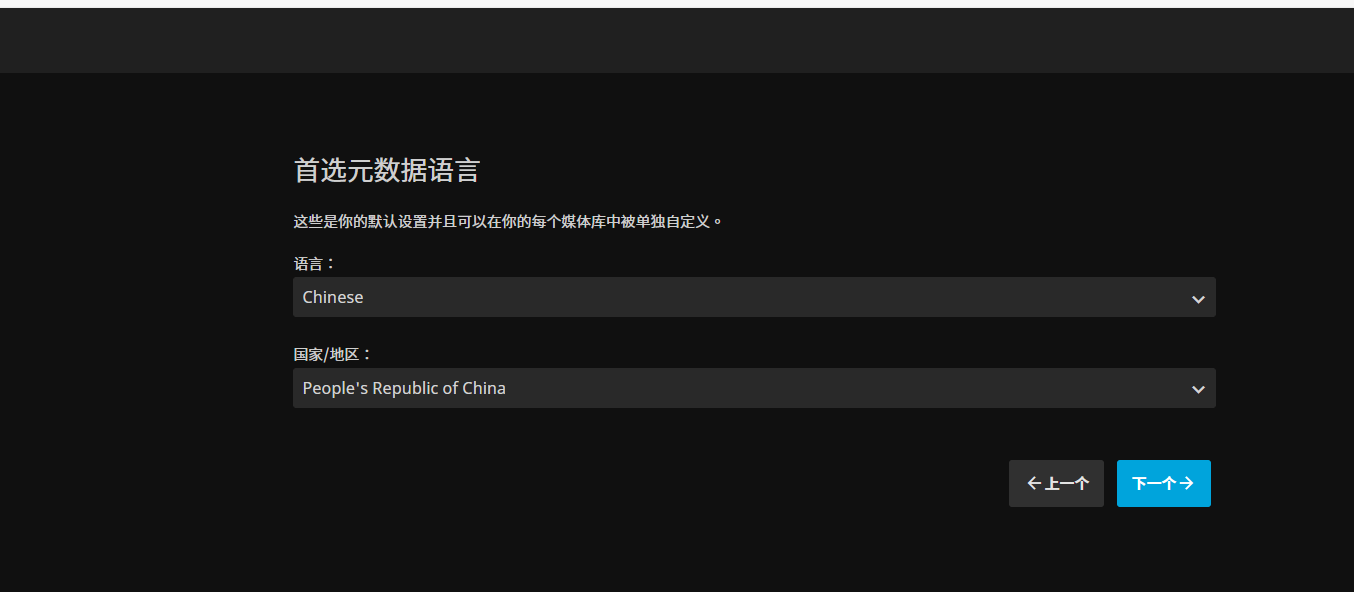 首选元数据语言
这些是你的默认设置并且可以在你的每个媒体库中被单独自定义。
语言：
Chinese
国家/地区：
People's Republic of China
上一个
下一个